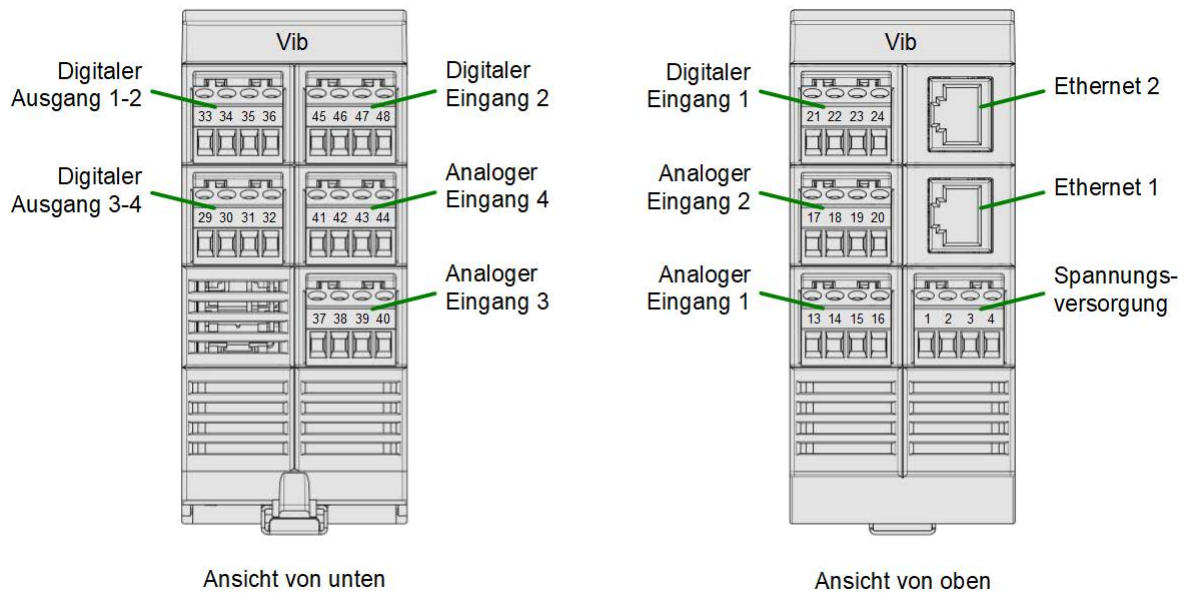 Vib
Digitaler
Ausgang 1-2
33 34 35 36
45 46 47 48
Digitaler
Eingang 2
Digitaler
Ausgang 3-4
29 30 31 32
41 42 43 44
Analoger
Eingang 4
37 38 39 40
Analoger
Eingang 3
Ansicht von unten
Vib
Digitaler
Eingang 1
21 22 23 24
Ethernet 2
Analoger
Eingang 2
17 18 19 20
Ethernet 1
Analoger
Eingang 1
13 14 15 16
1 2 3 4
Spannungs-
versorgung
Ansicht von oben